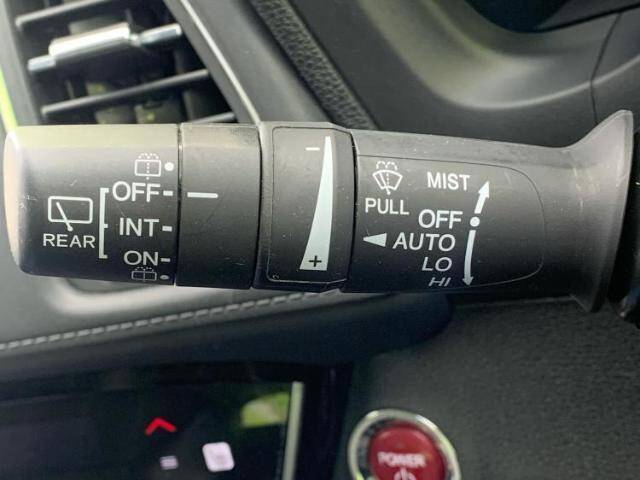 OFF
INT
ON
REAR
-
+
PULL
MIST
OFF
AUTO
LO
HI
POWER